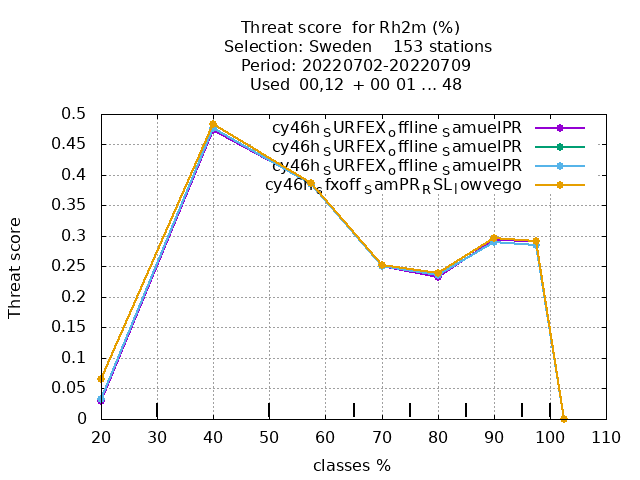 Threat score for Rh2m (%)
Selection: Sweden 153 stations
Period: 20220702-20220709
Used 00,12 + 00 01 ... 48
cy46h_SURFEX_offline_SamuelPR
cy46h_SURFEX_offline_SamuelPR
cy46h_SURFEX_offline_SamuelPR
cy46h_sfxoff_SamPR_RSL_lowvego
Threat score
0.5
0.45
0.4
0.35
0.3
0.25
0.2
0.15
0.1
0.05
0
20 30 40 50 60 70 80 90 100 110
classes %